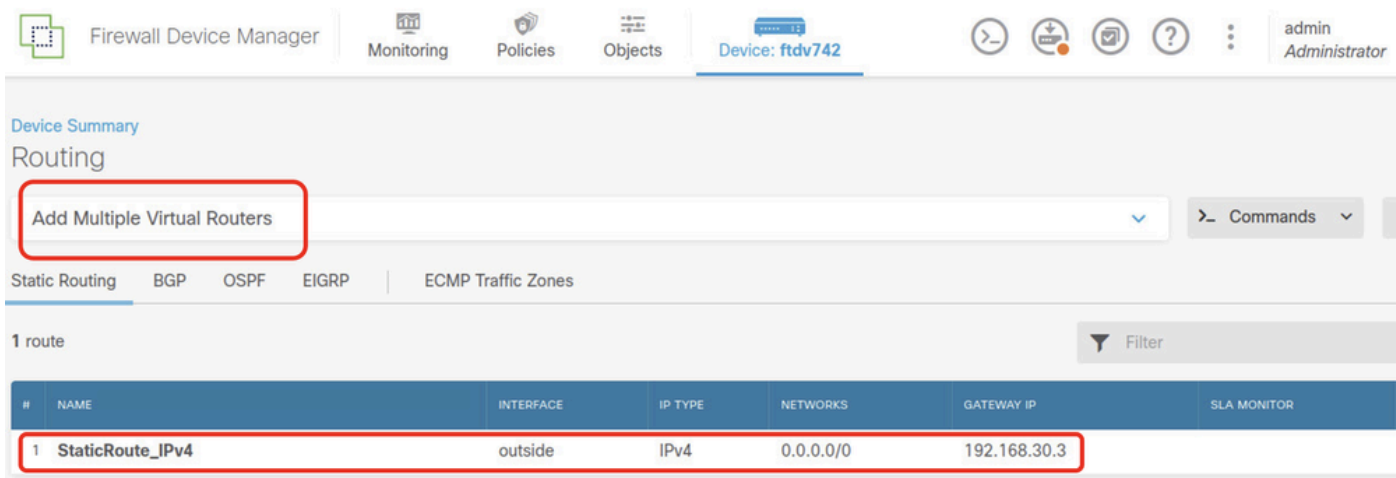 Firewall Device Manager
Monitoring
Policies
Objects
Device: ftdv742
admin
Administrator
Device Summary
Routing
Add Multiple Virtual Routers
>_ Commands
Static Routing BGP OSPF EIGRP ECMP Traffic Zones
1 route
Filter
# NAME INTERFACE IP TYPE NETWORKS GATEWAY IP SLA MONITOR
1 StaticRoute_IPv4 outside IPv4 0.0.0.0/0 192.168.30.3